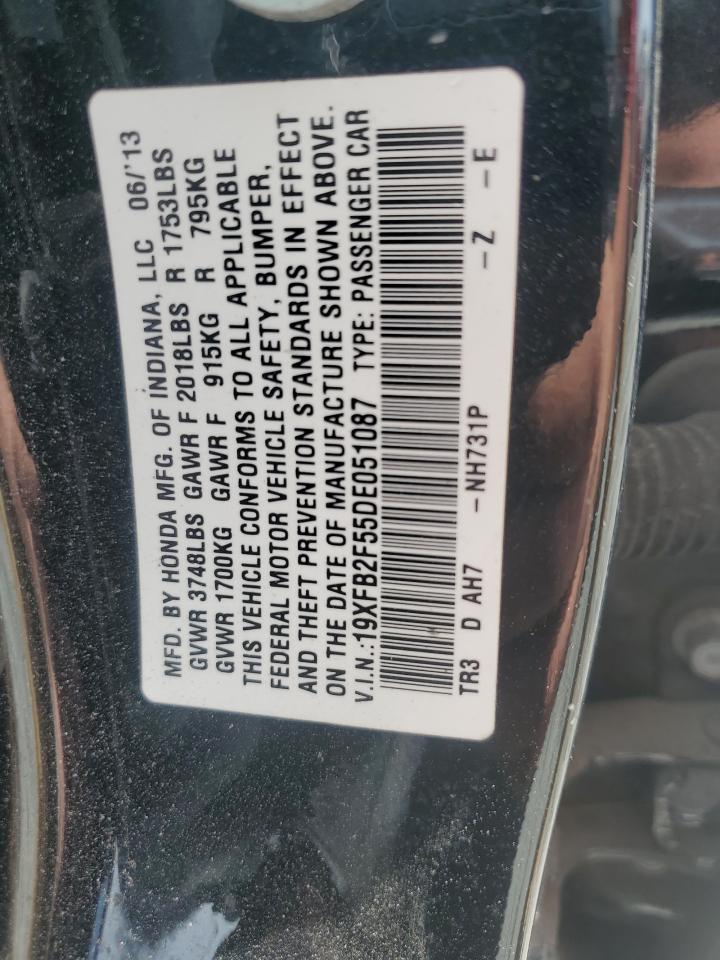 MFD. BY HONDA MFG. OF INDIANA, LLC 06/'13
GVWR 3748LBS GAWR F 2018LBS R 1753LBS
GVWR 1700KG GAWR F 915KG R 795KG
THIS VEHICLE CONFORMS TO ALL APPLICABLE
FEDERAL MOTOR VEHICLE SAFETY, BUMPER,
AND THEFT PREVENTION STANDARDS IN EFFECT
ON THE DATE OF MANUFACTURE SHOWN ABOVE.
V.I.N.:19XFB2F55DE051087 TYPE: PASSENGER CAR
TR3 D AH7 -NH731P -Z -E